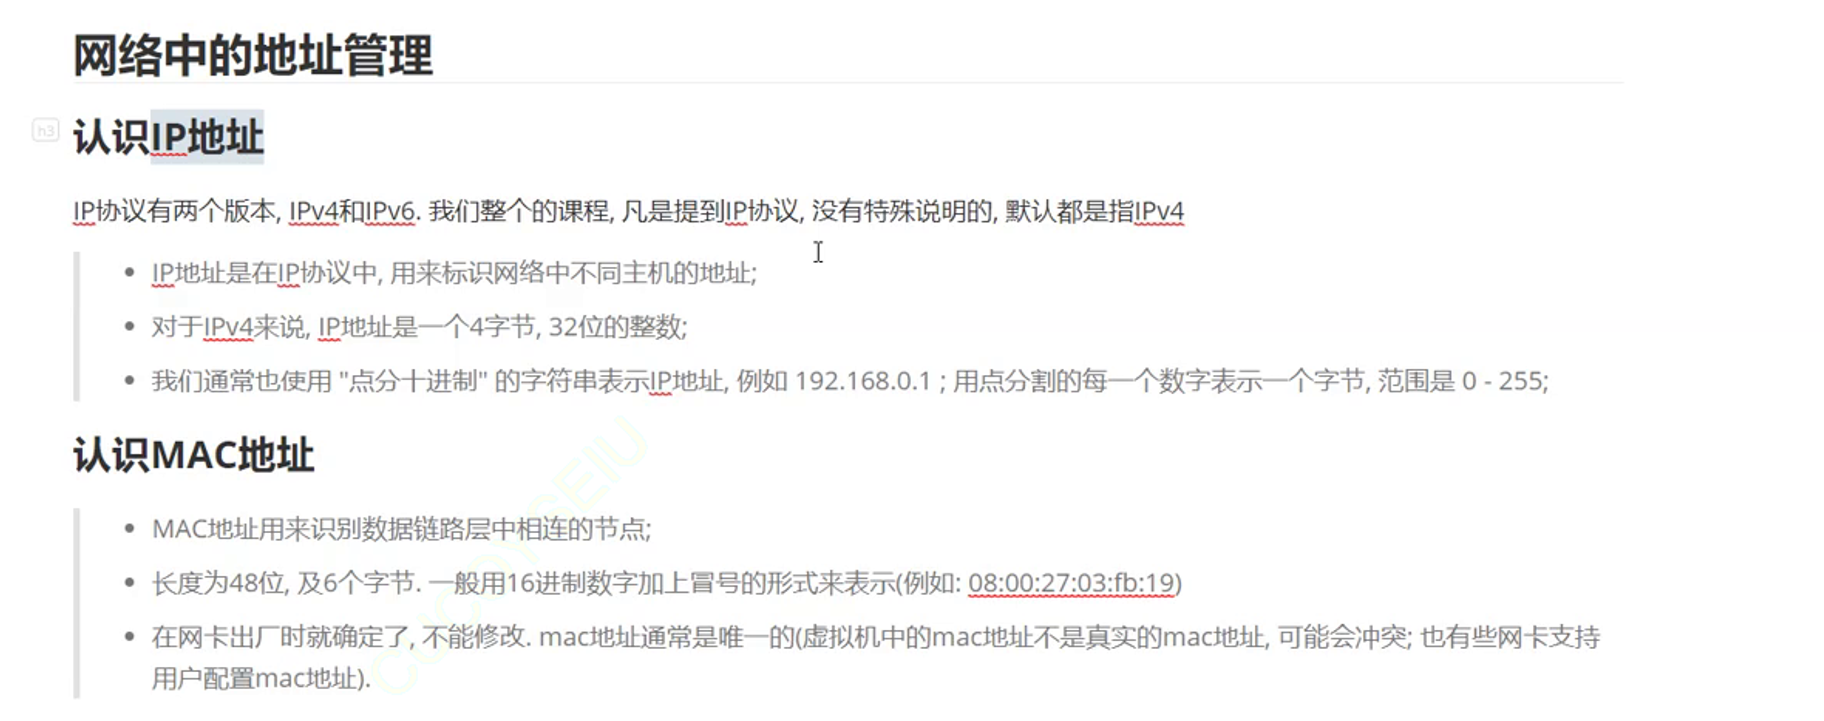 网络中的地址管理
h3
认识IP地址
IP协议有两个版本, IPv4和IPv6. 我们整个的课程, 凡是提到IP协议, 没有特殊说明的, 默认都是指IPv4
IP地址是在IP协议中, 用来标识网络中不同主机的地址;
对于IPv4来说, IP地址是一个4字节, 32位的整数;
我们通常也使用 "点分十进制" 的字符串表示IP地址, 例如 192.168.0.1 ; 用点分割的每一个数字表示一个字节, 范围是 0 - 255;
认识MAC地址
MAC地址用来识别数据链路层中相连的节点;
长度为48位, 及6个字节. 一般用16进制数字加上冒号的形式来表示(例如: 08:00:27:03:fb:19)
在网卡出厂时就确定了, 不能修改. mac地址通常是唯一的(虚拟机中的mac地址不是真实的mac地址, 可能会冲突; 也有些网卡支持
用户配置mac地址).